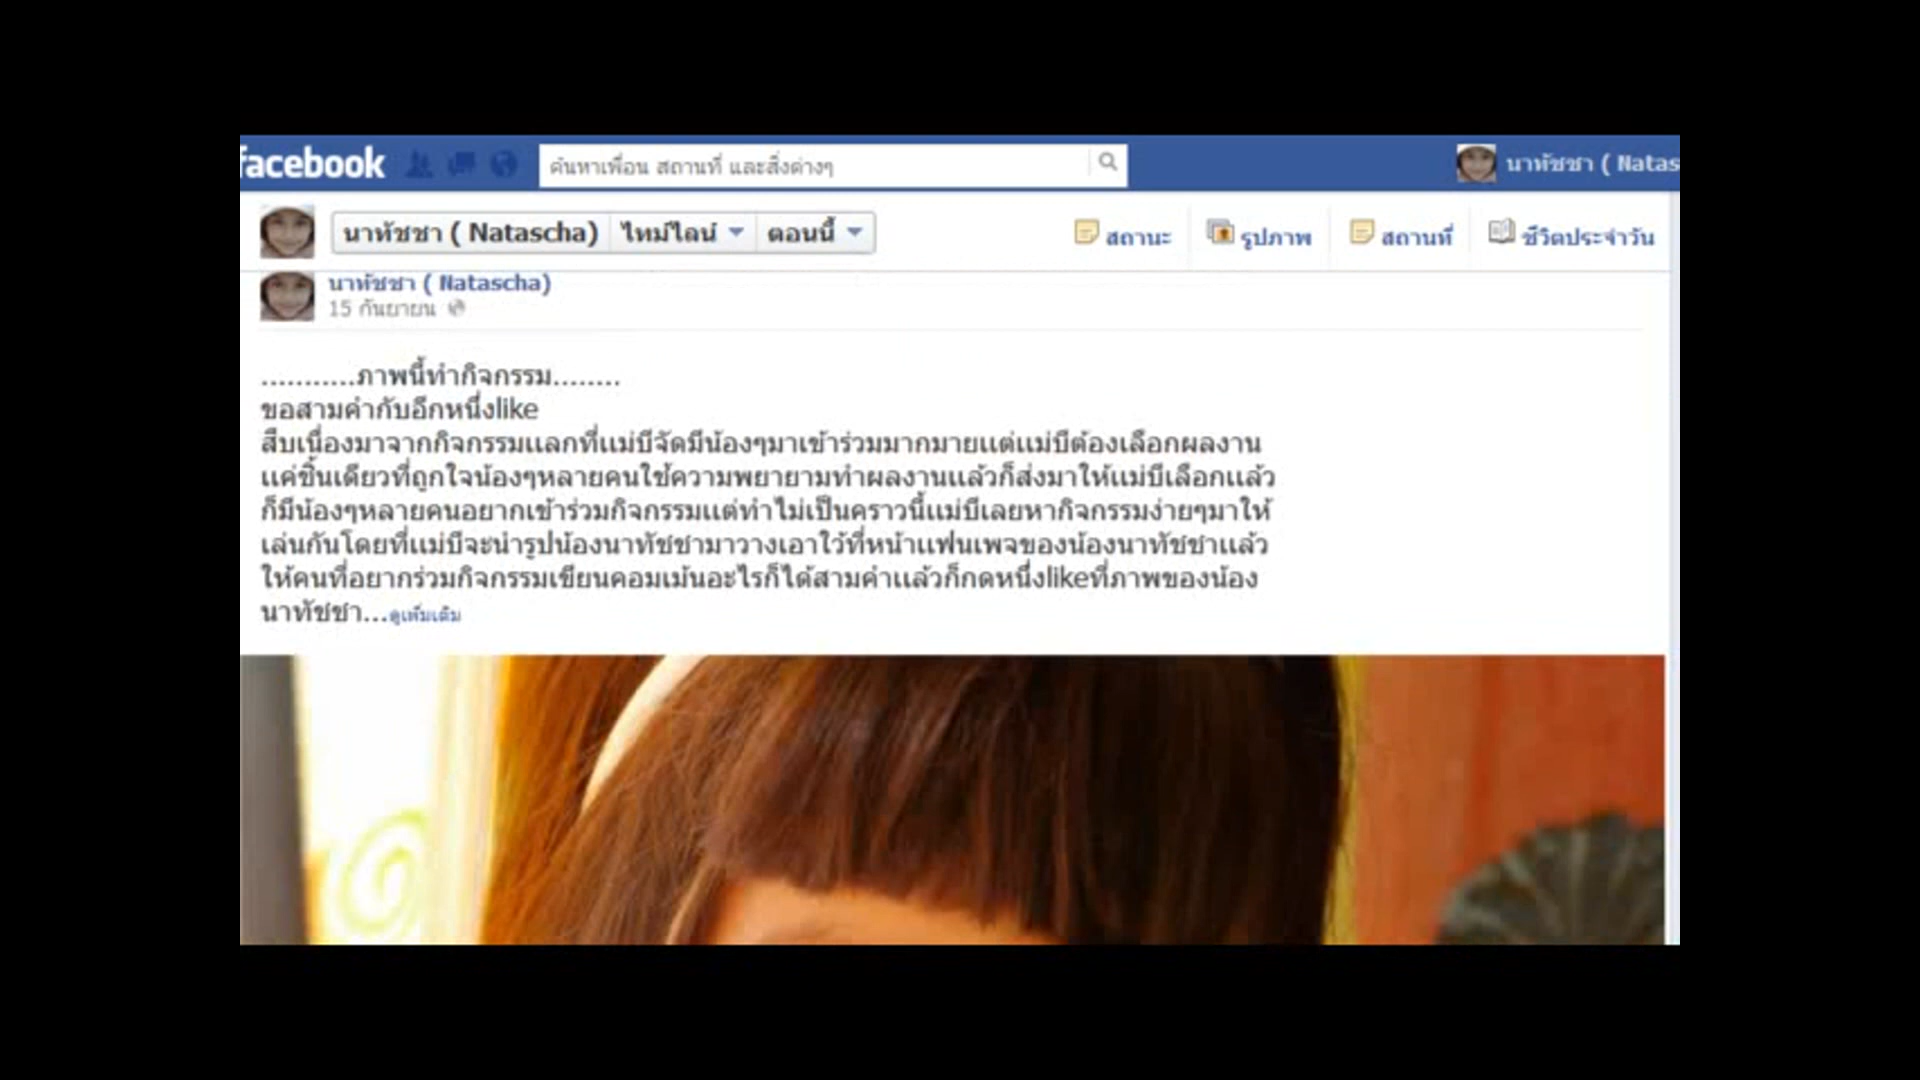 facebook
ค้นหาเพื่อน สถานที่ และสิ่งต่างๆ
นาทัชชา ( Natas
นาทัชชา ( Natascha) ไทม์ไลน์ ตอนนี้
สถานะ รูปภาพ สถานที่ ชีวิตประจำวัน
นาทัชชา ( Natascha)
15 กันยายน
...........ภาพนี้ทำกิจกรรม........
ขอสามคำกับอีกหนึ่งlike
สืบเนื่องมาจากกิจกรรมแลกที่แม่บีจัดมีน้องๆมาเข้าร่วมมากมายแต่แม่บีต้องเลือกผลงาน
แค่ชิ้นเดียวที่ถูกใจน้องๆหลายคนใช้ความพยายามทำผลงานแล้วก็ส่งมาให้แม่บีเลือกแล้ว
ก็มีน้องๆหลายคนอยากเข้าร่วมกิจกรรมแต่ทำไม่เป็นคราวนี้แม่บีเลยหากิจกรรมง่ายๆมาให้
เล่นกันโดยที่แม่บีจะนำรูปน้องนาทัชชามาวางเอาใว้ที่หน้าแฟนเพจของน้องนาทัชชาแล้ว
ให้คนที่อยากร่วมกิจกรรมเขียนคอมเม้นอะไรก็ได้สามคำแล้วก็กดหนึ่งlikeที่ภาพของน้อง
นาทัชชา...ดูเพิ่มเติม